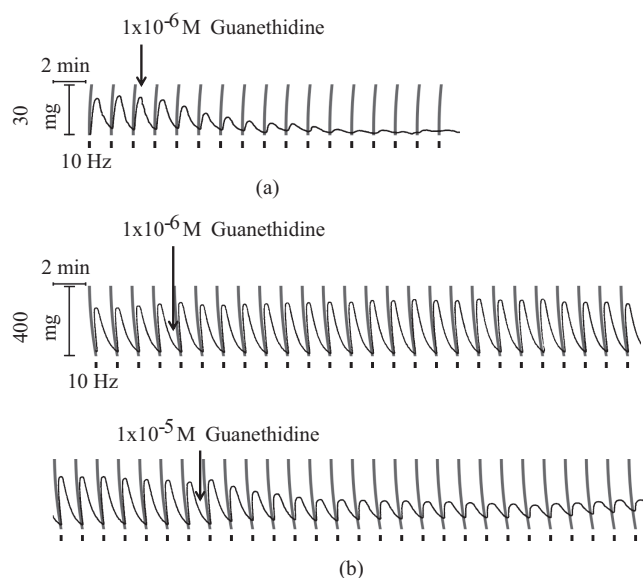 1x10⁻⁶ M Guanethidine
2 min
30 mg
10 Hz
(a)
1x10⁻⁶ M Guanethidine
2 min
400 mg
10 Hz
1x10⁻⁵ M Guanethidine
(b)